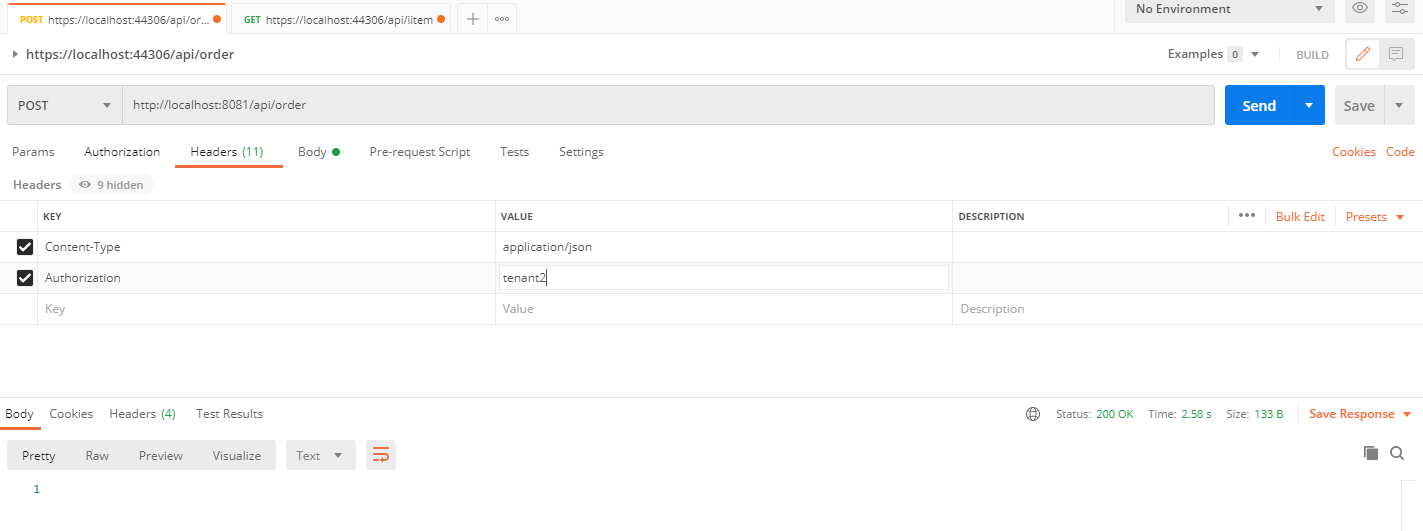 POST https://localhost:44306/api/or... GET https://localhost:44306/api/iitem No Environment
https://localhost:44306/api/order Examples 0 BUILD
POST http://localhost:8081/api/order Send Save
Params Authorization Headers (11) Body Pre-request Script Tests Settings Cookies Code
Headers 9 hidden
KEY VALUE DESCRIPTION Bulk Edit Presets
Content-Type application/json
Authorization tenant2
Key Value Description
Body Cookies Headers (4) Test Results Status: 200 OK Time: 2.58 s Size: 133 B Save Response
Pretty Raw Preview Visualize Text
1